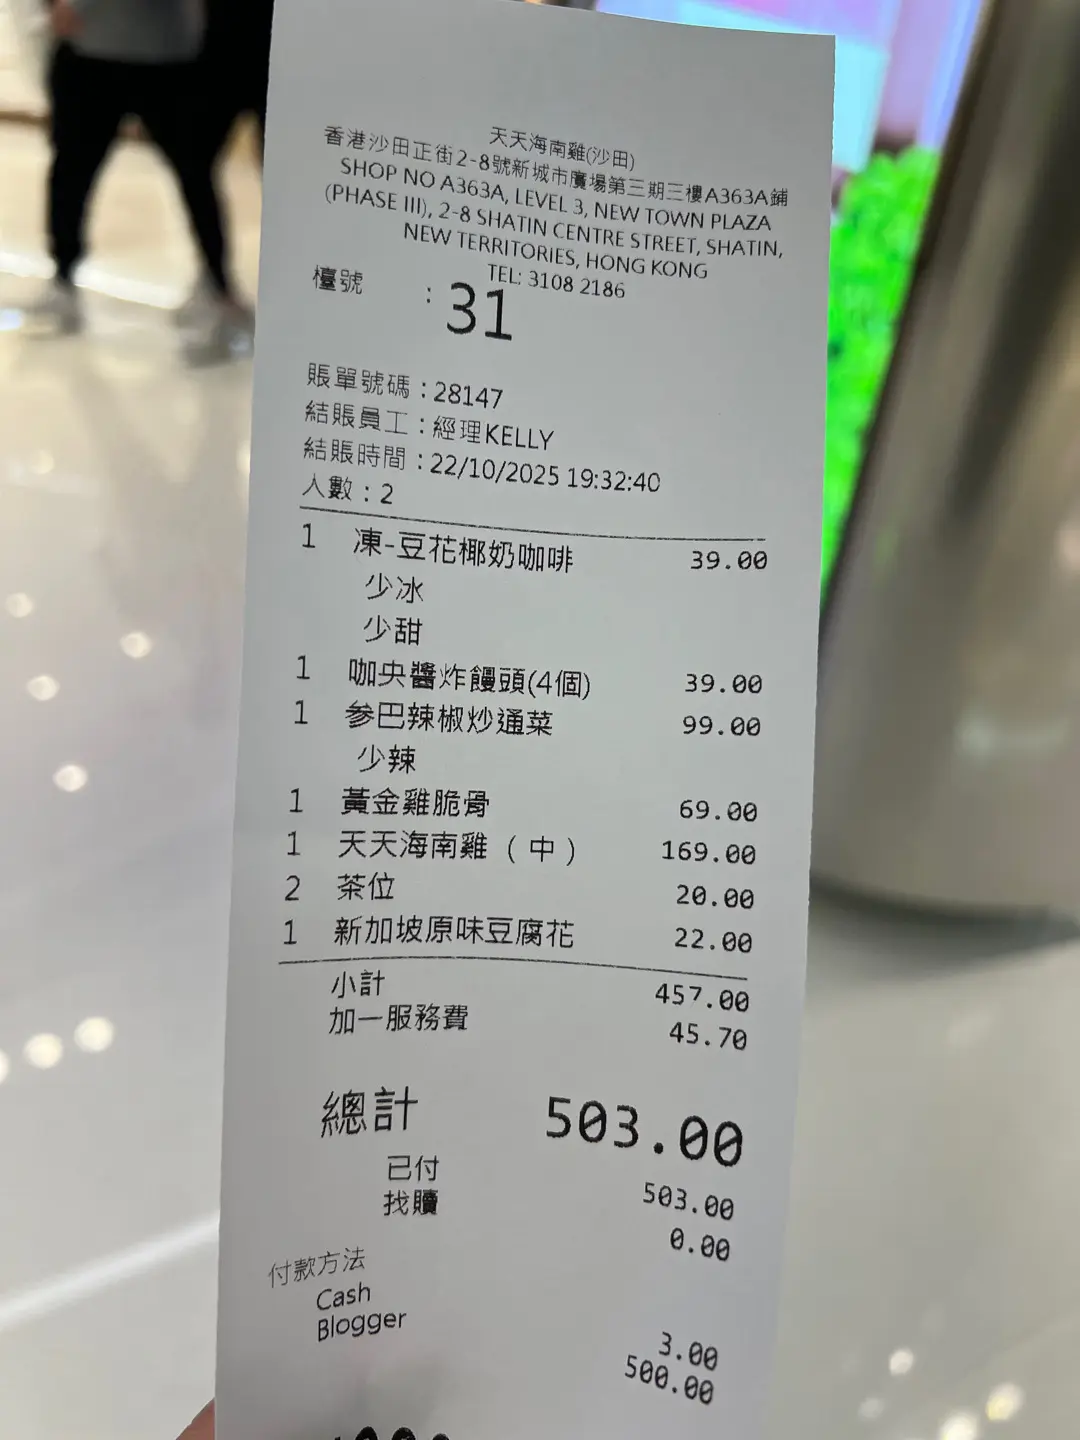 天天海南雞(沙田)
香港沙田正街2-8號新城市廣場第三期三樓A363A鋪
SHOP NO A363A, LEVEL 3, NEW TOWN PLAZA
(PHASE III), 2-8 SHATIN CENTRE STREET, SHATIN,
NEW TERRITORIES, HONG KONG
TEL: 3108 2186
檯號 : 31
賬單號碼 : 28147
結賬員工 : 經理KELLY
結賬時間 : 22/10/2025 19:32:40
人數 : 2
1 凍-豆花椰奶咖啡 39.00
少冰
少甜
1 咖央醬炸饅頭(4個) 39.00
1 參巴辣椒炒通菜 99.00
少辣
1 黃金雞脆骨 69.00
1 天天海南雞（中） 169.00
2 茶位 20.00
1 新加坡原味豆腐花 22.00
小計 457.00
加一服務費 45.70
總計 503.00
已付 503.00
找贖 0.00
付款方法
Cash 3.00
Blogger 500.00